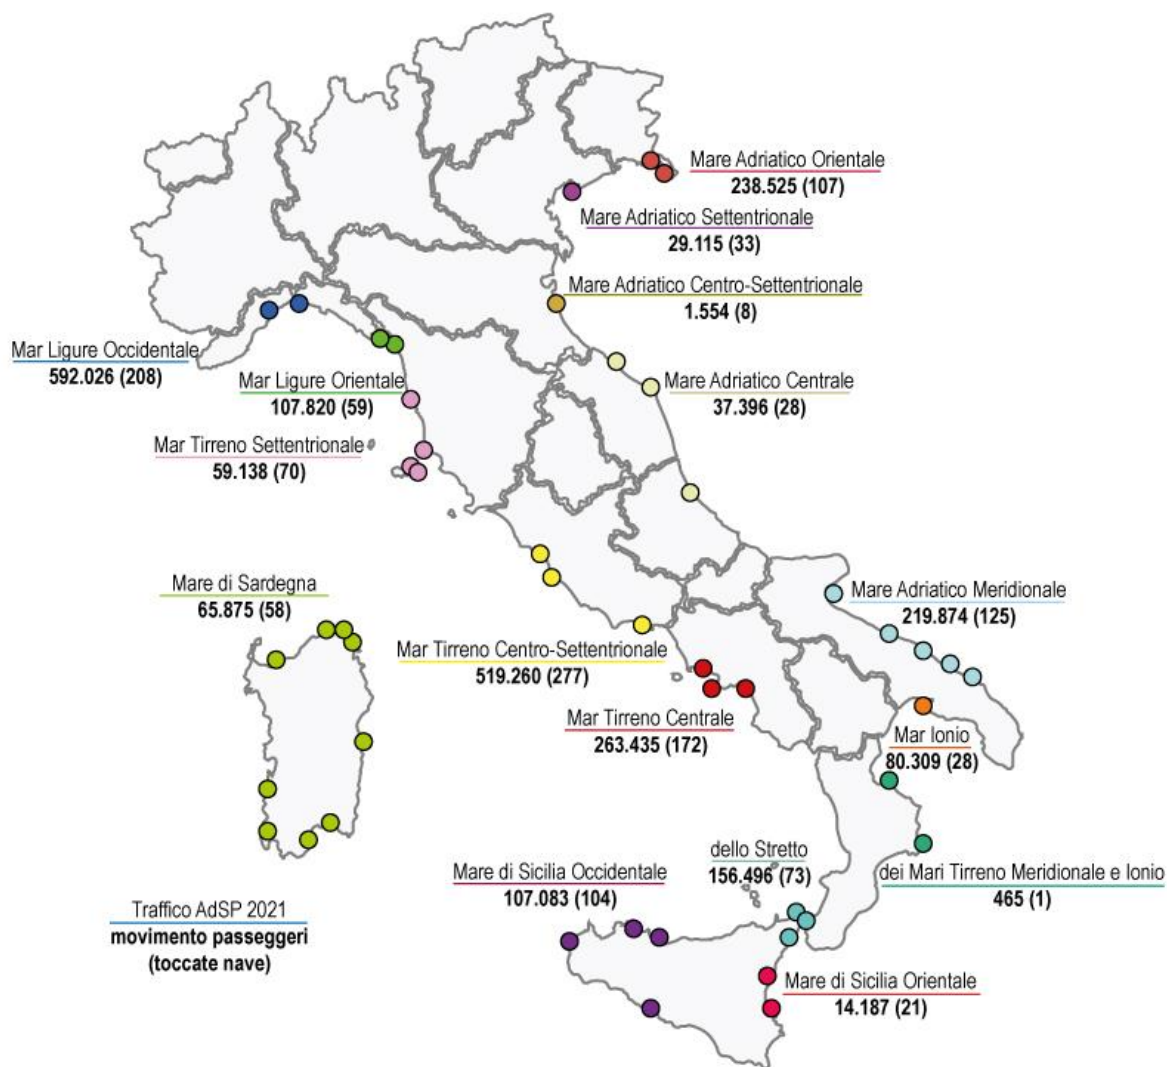 Mare Adriatico Orientale
238.525 (107)
Mare Adriatico Settentrionale
29.115 (33)
Mare Adriatico Centro-Settentrionale
1.554 (8)
Mar Ligure Occidentale
592.026 (208)
Mar Ligure Orientale
107.820 (59)
Mare Adriatico Centrale
37.396 (28)
Mar Tirreno Settentrionale
59.138 (70)
Mare di Sardegna
65.875 (58)
Mare Adriatico Meridionale
219.874 (125)
Mar Tirreno Centro-Settentrionale
519.260 (277)
Mar Tirreno Centrale
263.435 (172)
Mar Ionio
80.309 (28)
dello Stretto
156.496 (73)
Mare di Sicilia Occidentale
107.083 (104)
dei Mari Tirreno Meridionale e Ionio
465 (1)
Traffico AdSP 2021
movimento passeggeri
(toccate nave)
Mare di Sicilia Orientale
14.187 (21)